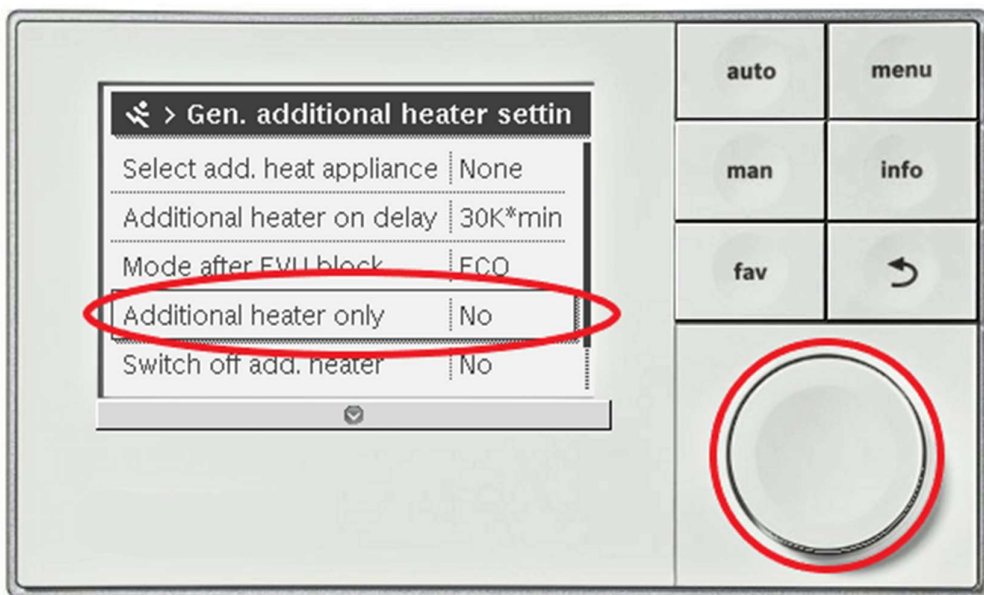 > Gen. additional heater settin
Select add. heat appliance None
Additional heater on delay 30K*min
Mode after EVU block ECO
Additional heater only No
Switch off add. heater No
auto menu
man info
fav